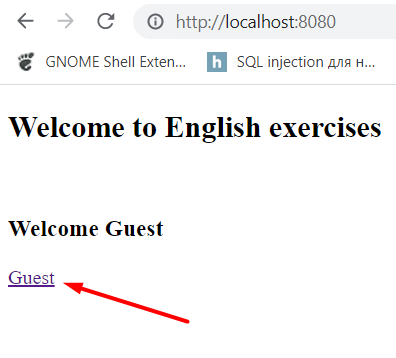 http://localhost:8080
GNOME Shell Exten...
h SQL injection для н...
Welcome to English exercises
Welcome Guest
Guest